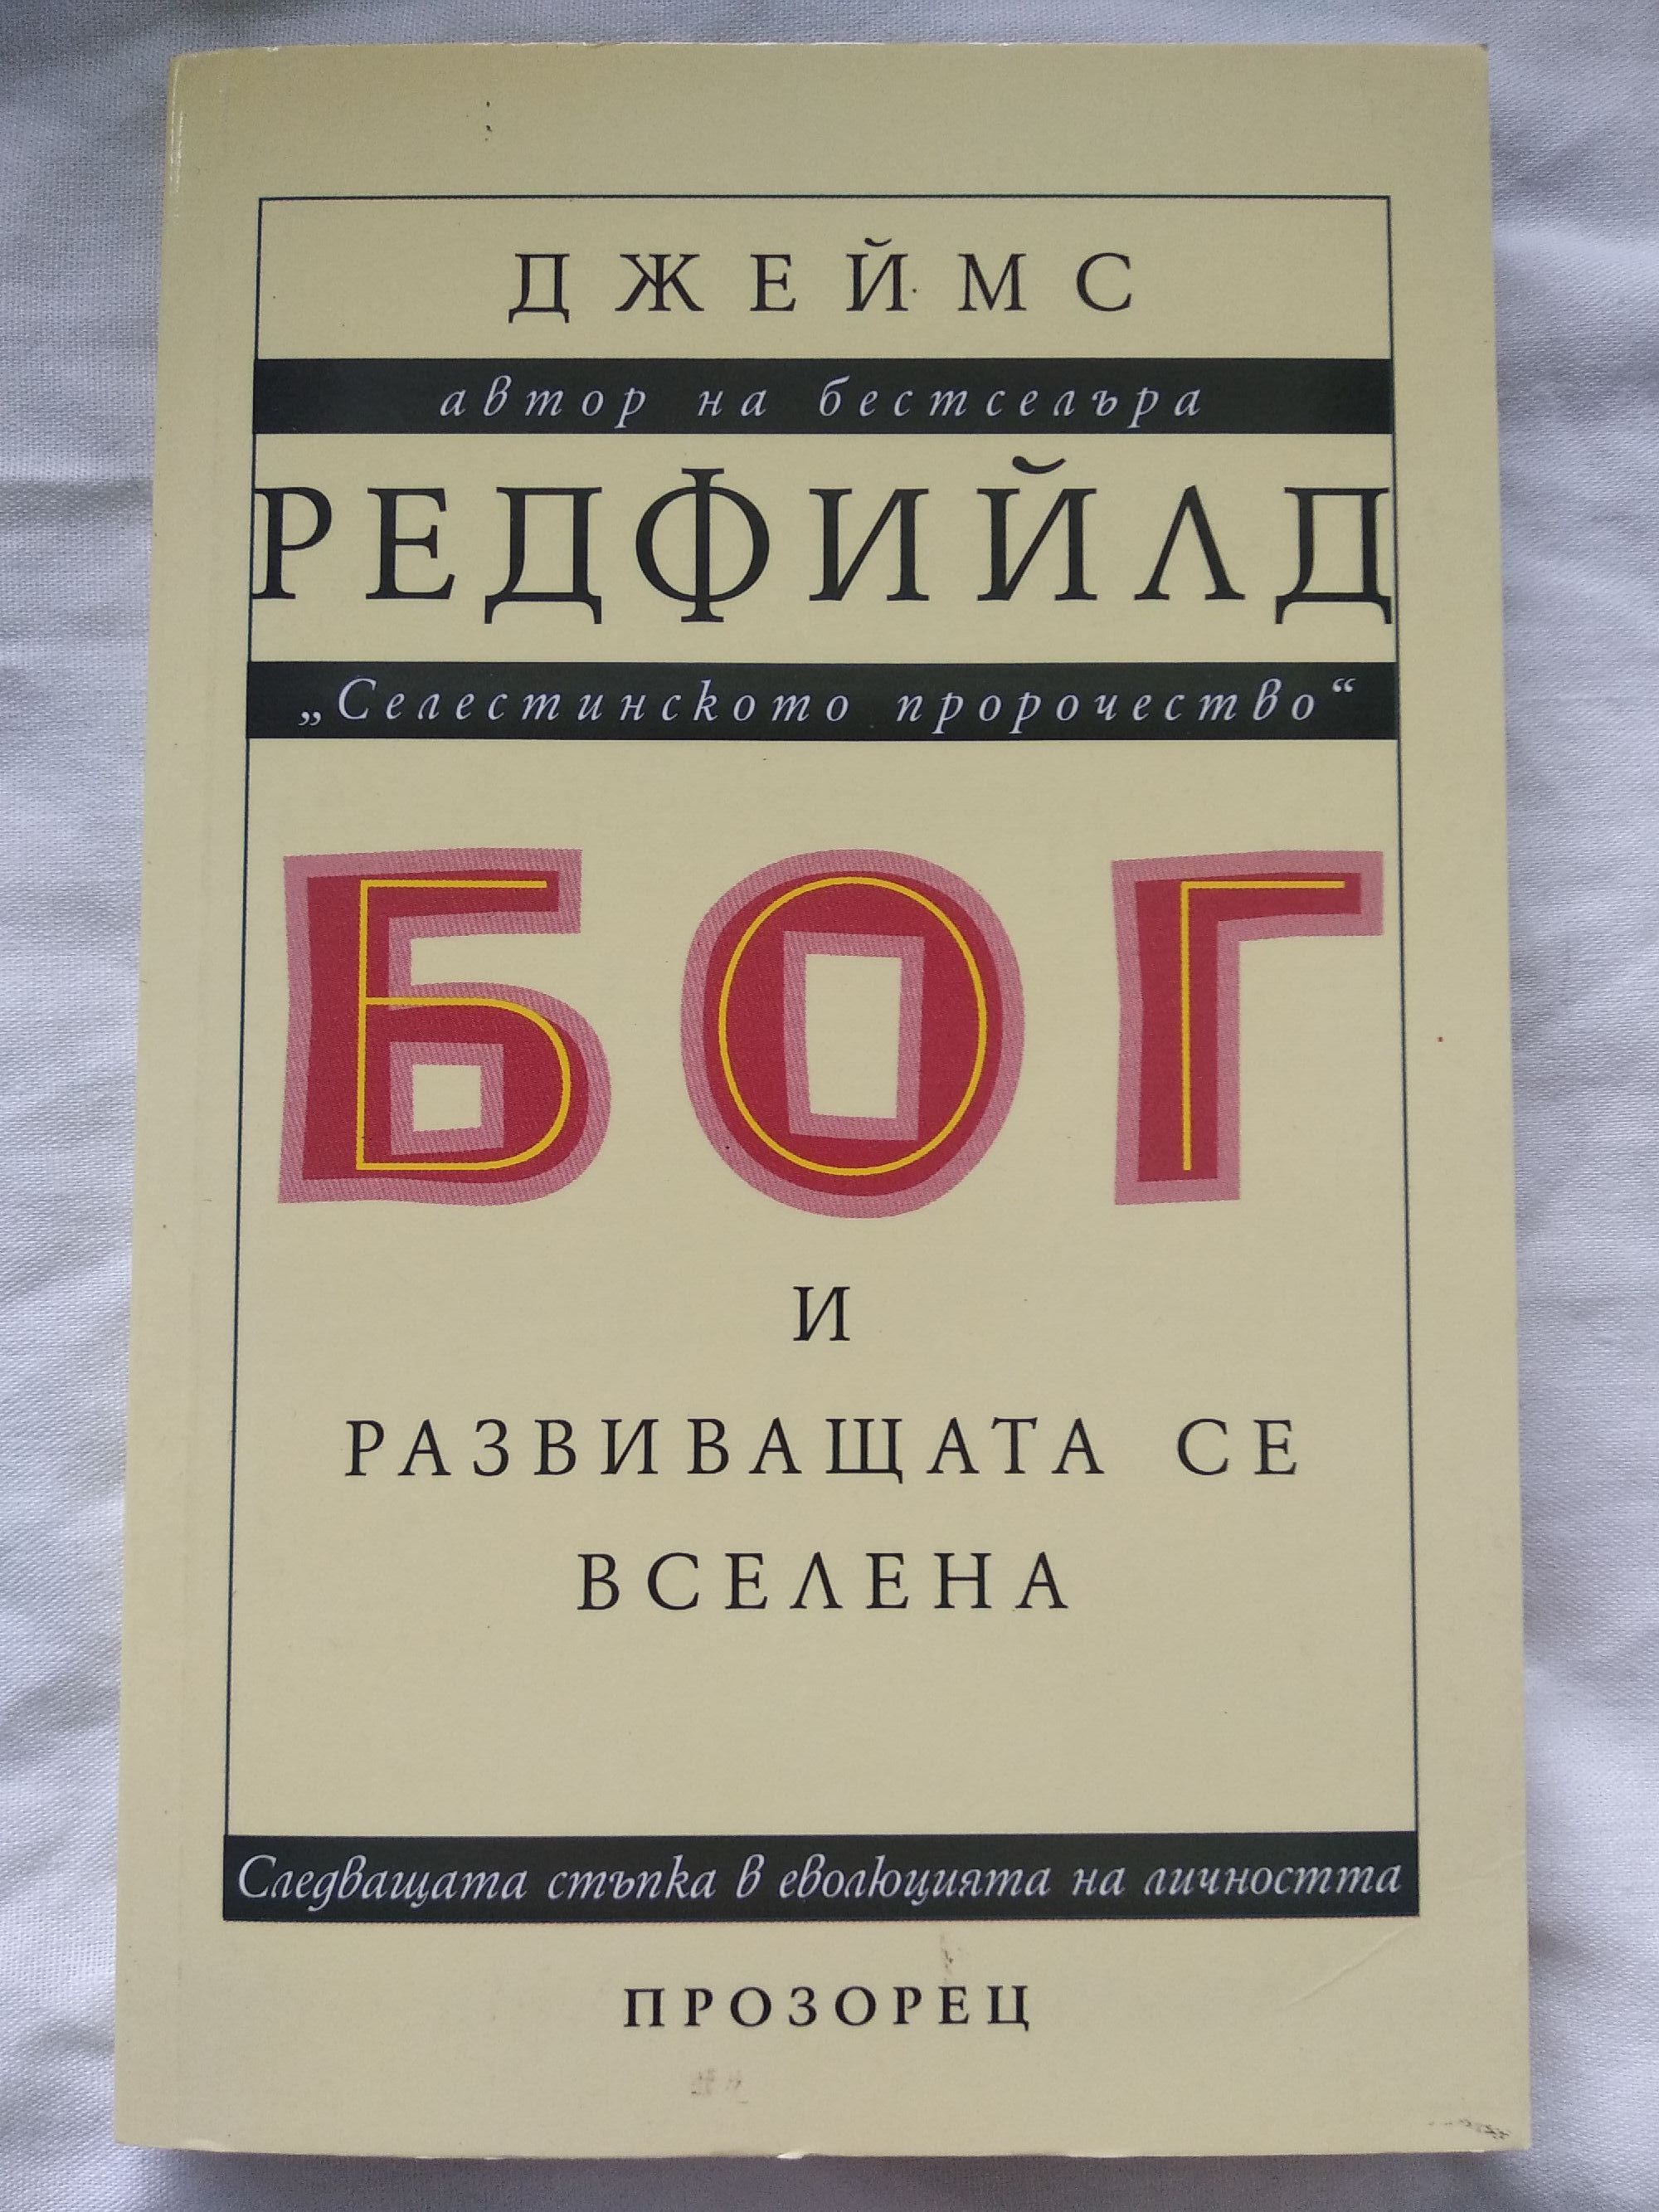 ДЖЕЙМС
автор на бестселъра
РЕДФИЙЛД
„Селестинското пророчество“
БОГ
И
РАЗВИВАЩАТА СЕ
ВСЕЛЕНА
Следващата стъпка в еволюцията на личността
ПРОЗОРЕЦ